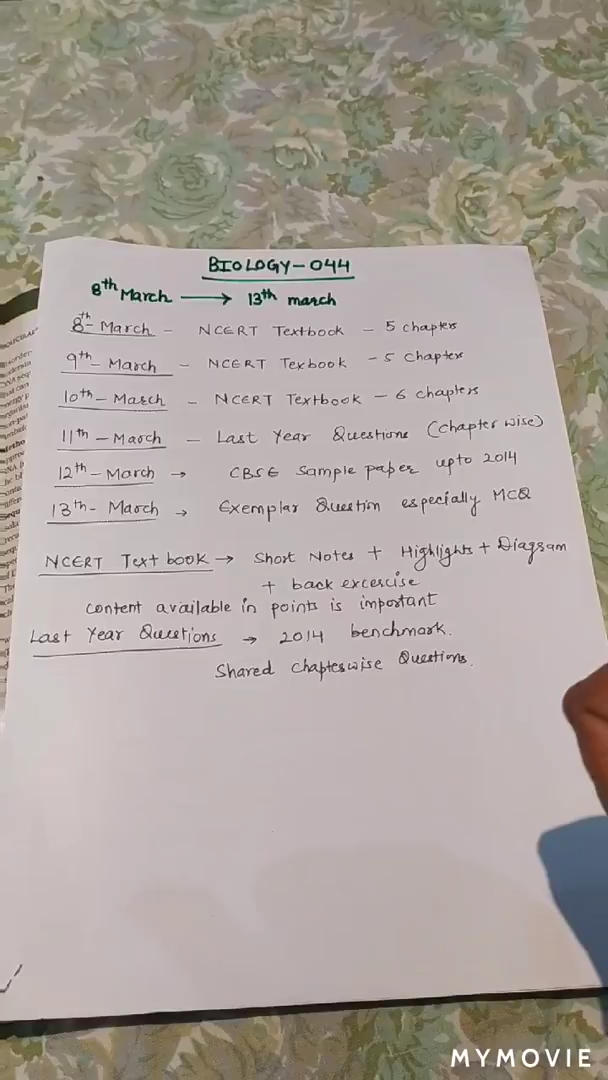 BIOLOGY-044
8th March → 13th march
8th March - NCERT Textbook - 5 chapters
9th - March - NCERT Texbook - 5 Chapters
10th - March - NCERT Textbook - 6 chapters
11th - March - Last Year Questions (chapter wise)
12th - March → CBSE Sample paper upto 2014
13th - March → Exemplar Question especially MCQ
NCERT Text book → Short Notes + Highlights + Diagram
+ back excercise
content available in points is important
Last Year Questions → 2014 benchmark.
Shared chapterswise Questions.
MYMOVIE